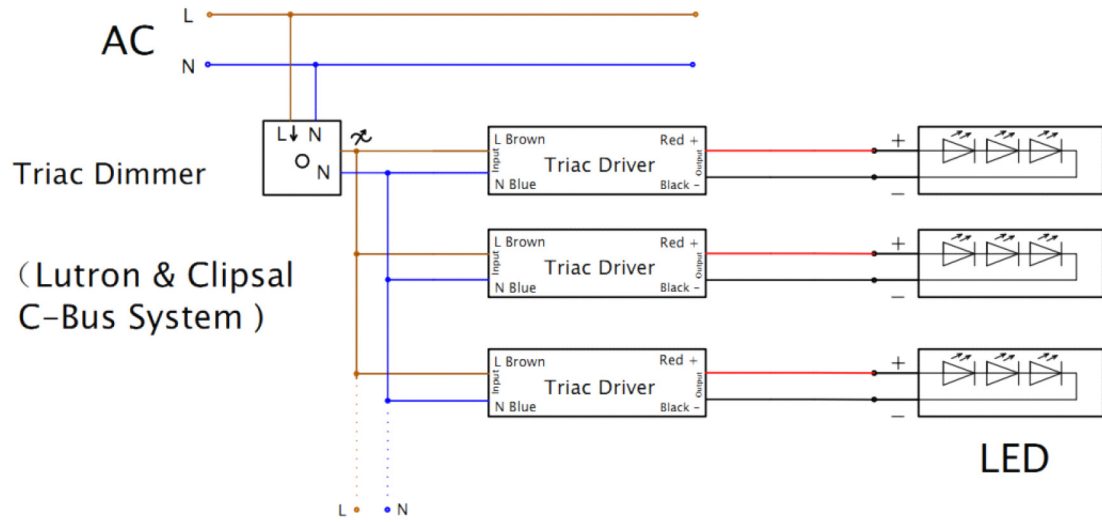 L
AC
N
L N
N
Triac Dimmer
（Lutron & Clipsal
C-Bus System )
L Brown
Input
N Blue
Triac Driver
Red +
Output
Black -
+
-
L Brown
Input
N Blue
Triac Driver
Red +
Output
Black -
+
-
L Brown
Input
N Blue
Triac Driver
Red +
Output
Black -
+
-
LED
L
N